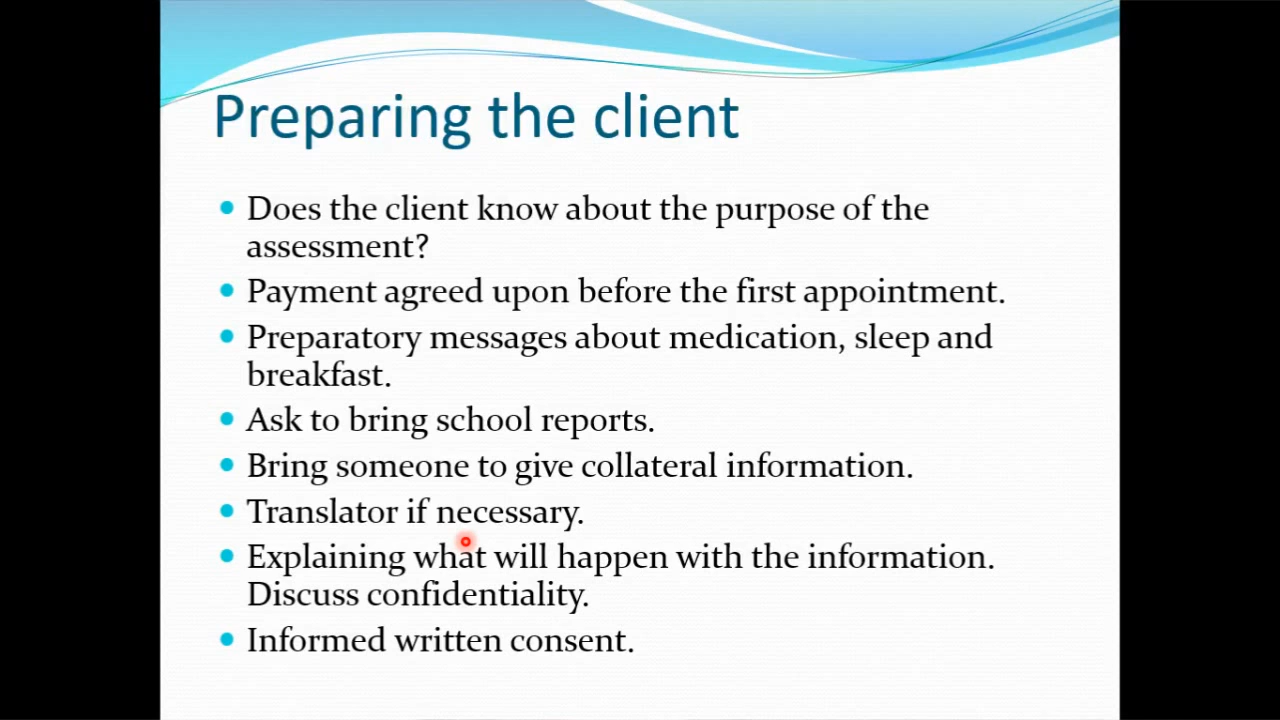 Preparing the client
Does the client know about the purpose of the
assessment?
Payment agreed upon before the first appointment.
Preparatory messages about medication, sleep and
breakfast.
Ask to bring school reports.
Bring someone to give collateral information.
Translator if necessary.
Explaining what will happen with the information.
Discuss confidentiality.
Informed written consent.